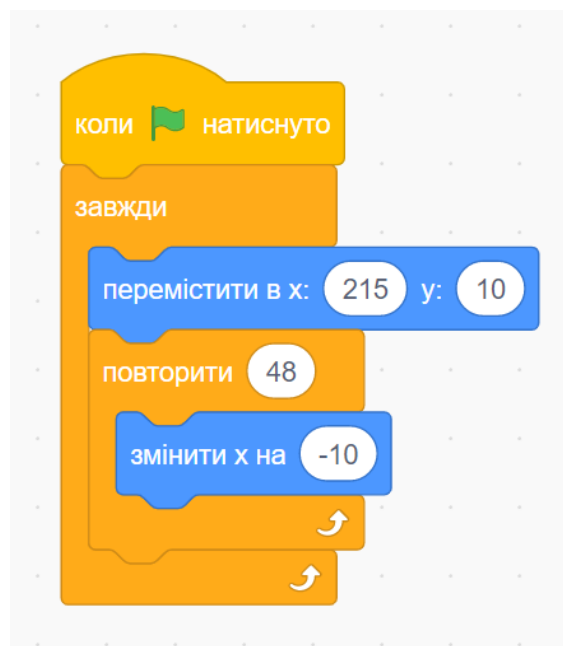 коли натиснуто
завжди
перемістити в x: 215 y: 10
повторити 48
змінити x на -10